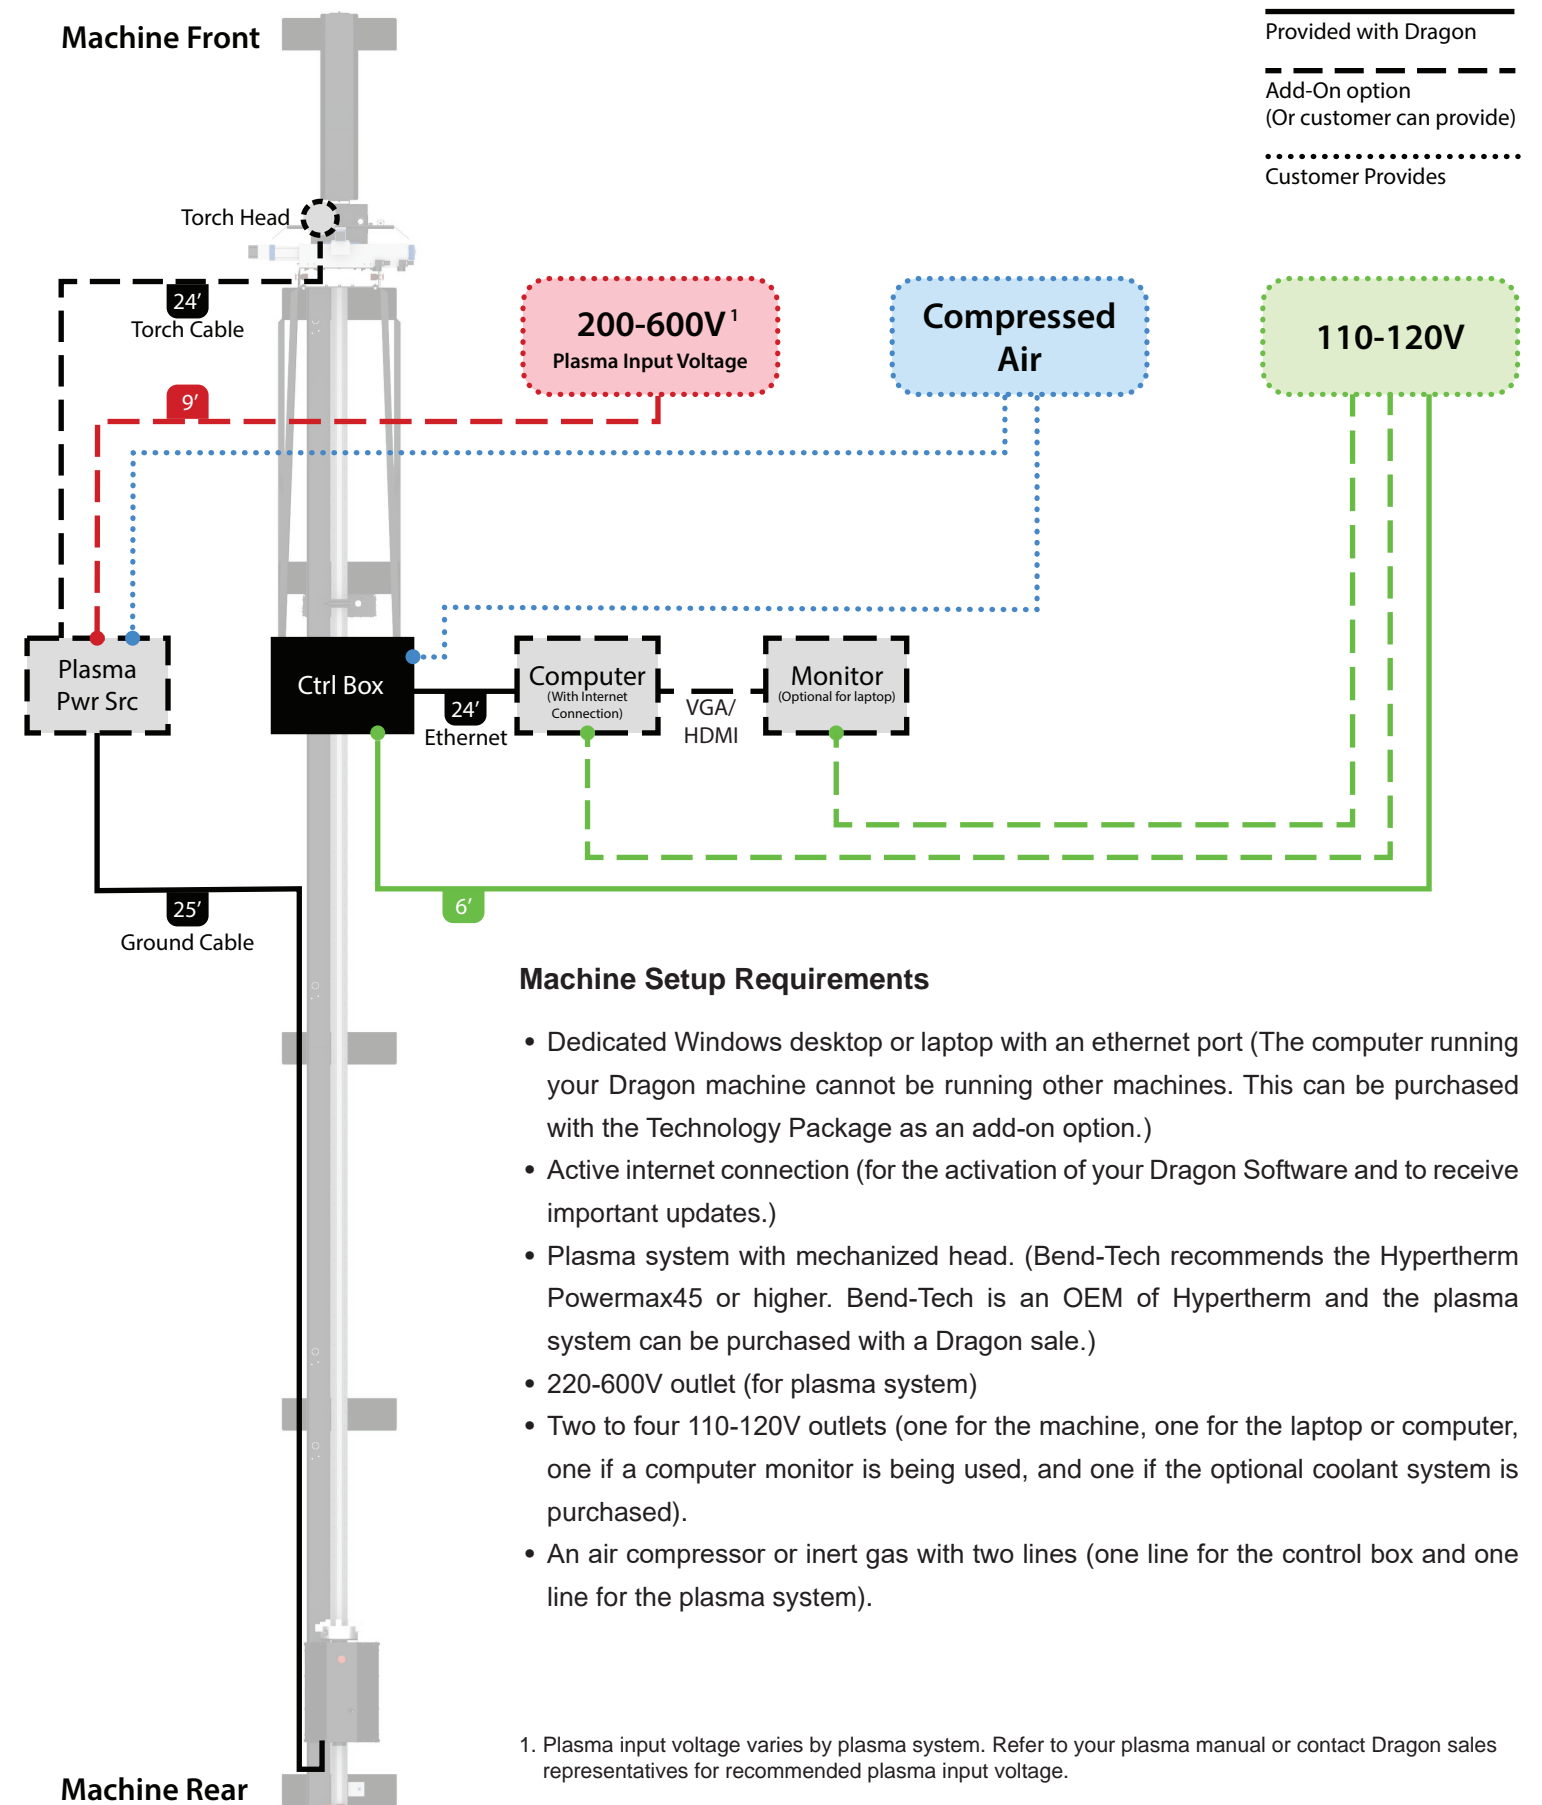 Machine Front
Provided with Dragon
Add-On option
(Or customer can provide)
Customer Provides
Torch Head
24’
Torch Cable
200-600V 1
Plasma Input Voltage
Compressed
Air
110-120V
9’
Plasma
Pwr Src
Ctrl Box
24’
Ethernet
Computer
(With Internet
Connection)
VGA/
HDMI
Monitor
(Optional for laptop)
25’
Ground Cable
6’
Machine Setup Requirements
• Dedicated Windows desktop or laptop with an ethernet port (The computer running
your Dragon machine cannot be running other machines. This can be purchased
with the Technology Package as an add-on option.)
• Active internet connection (for the activation of your Dragon Software and to receive
important updates.)
• Plasma system with mechanized head. (Bend-Tech recommends the Hypertherm
Powermax45 or higher. Bend-Tech is an OEM of Hypertherm and the plasma
system can be purchased with a Dragon sale.)
• 220-600V outlet (for plasma system)
• Two to four 110-120V outlets (one for the machine, one for the laptop or computer,
one if a computer monitor is being used, and one if the optional coolant system is
purchased).
• An air compressor or inert gas with two lines (one line for the control box and one
line for the plasma system).
1. Plasma input voltage varies by plasma system. Refer to your plasma manual or contact Dragon sales
representatives for recommended plasma input voltage.
Machine Rear